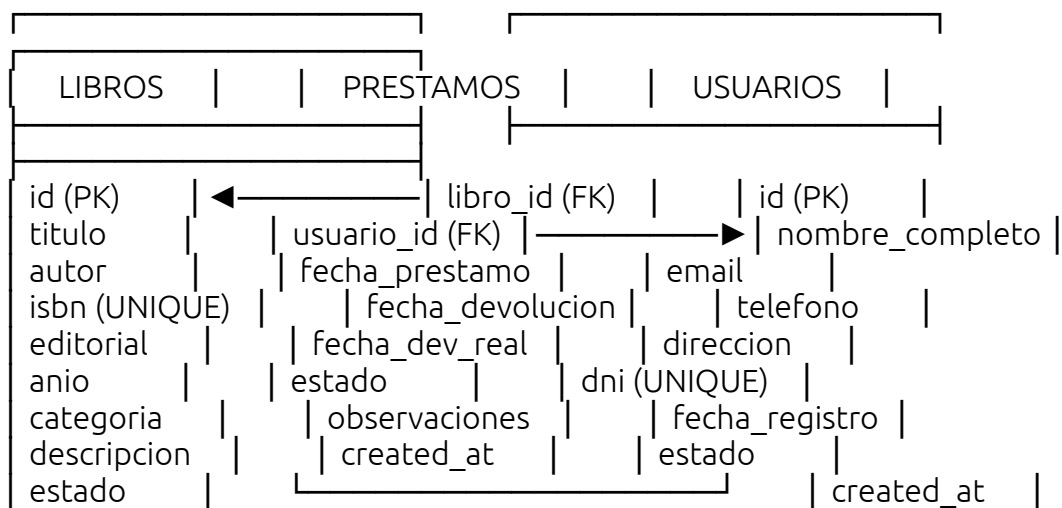 LIBROS PRESTAMOS USUARIOS
id (PK) libro_id (FK) id (PK)
titulo usuario_id (FK) nombre_completo
autor fecha_prestamo email
isbn (UNIQUE) fecha_devolucion telefono
editorial fecha_dev_real direccion
anio estado dni (UNIQUE)
categoria observaciones fecha_registro
descripcion created_at estado
estado created_at